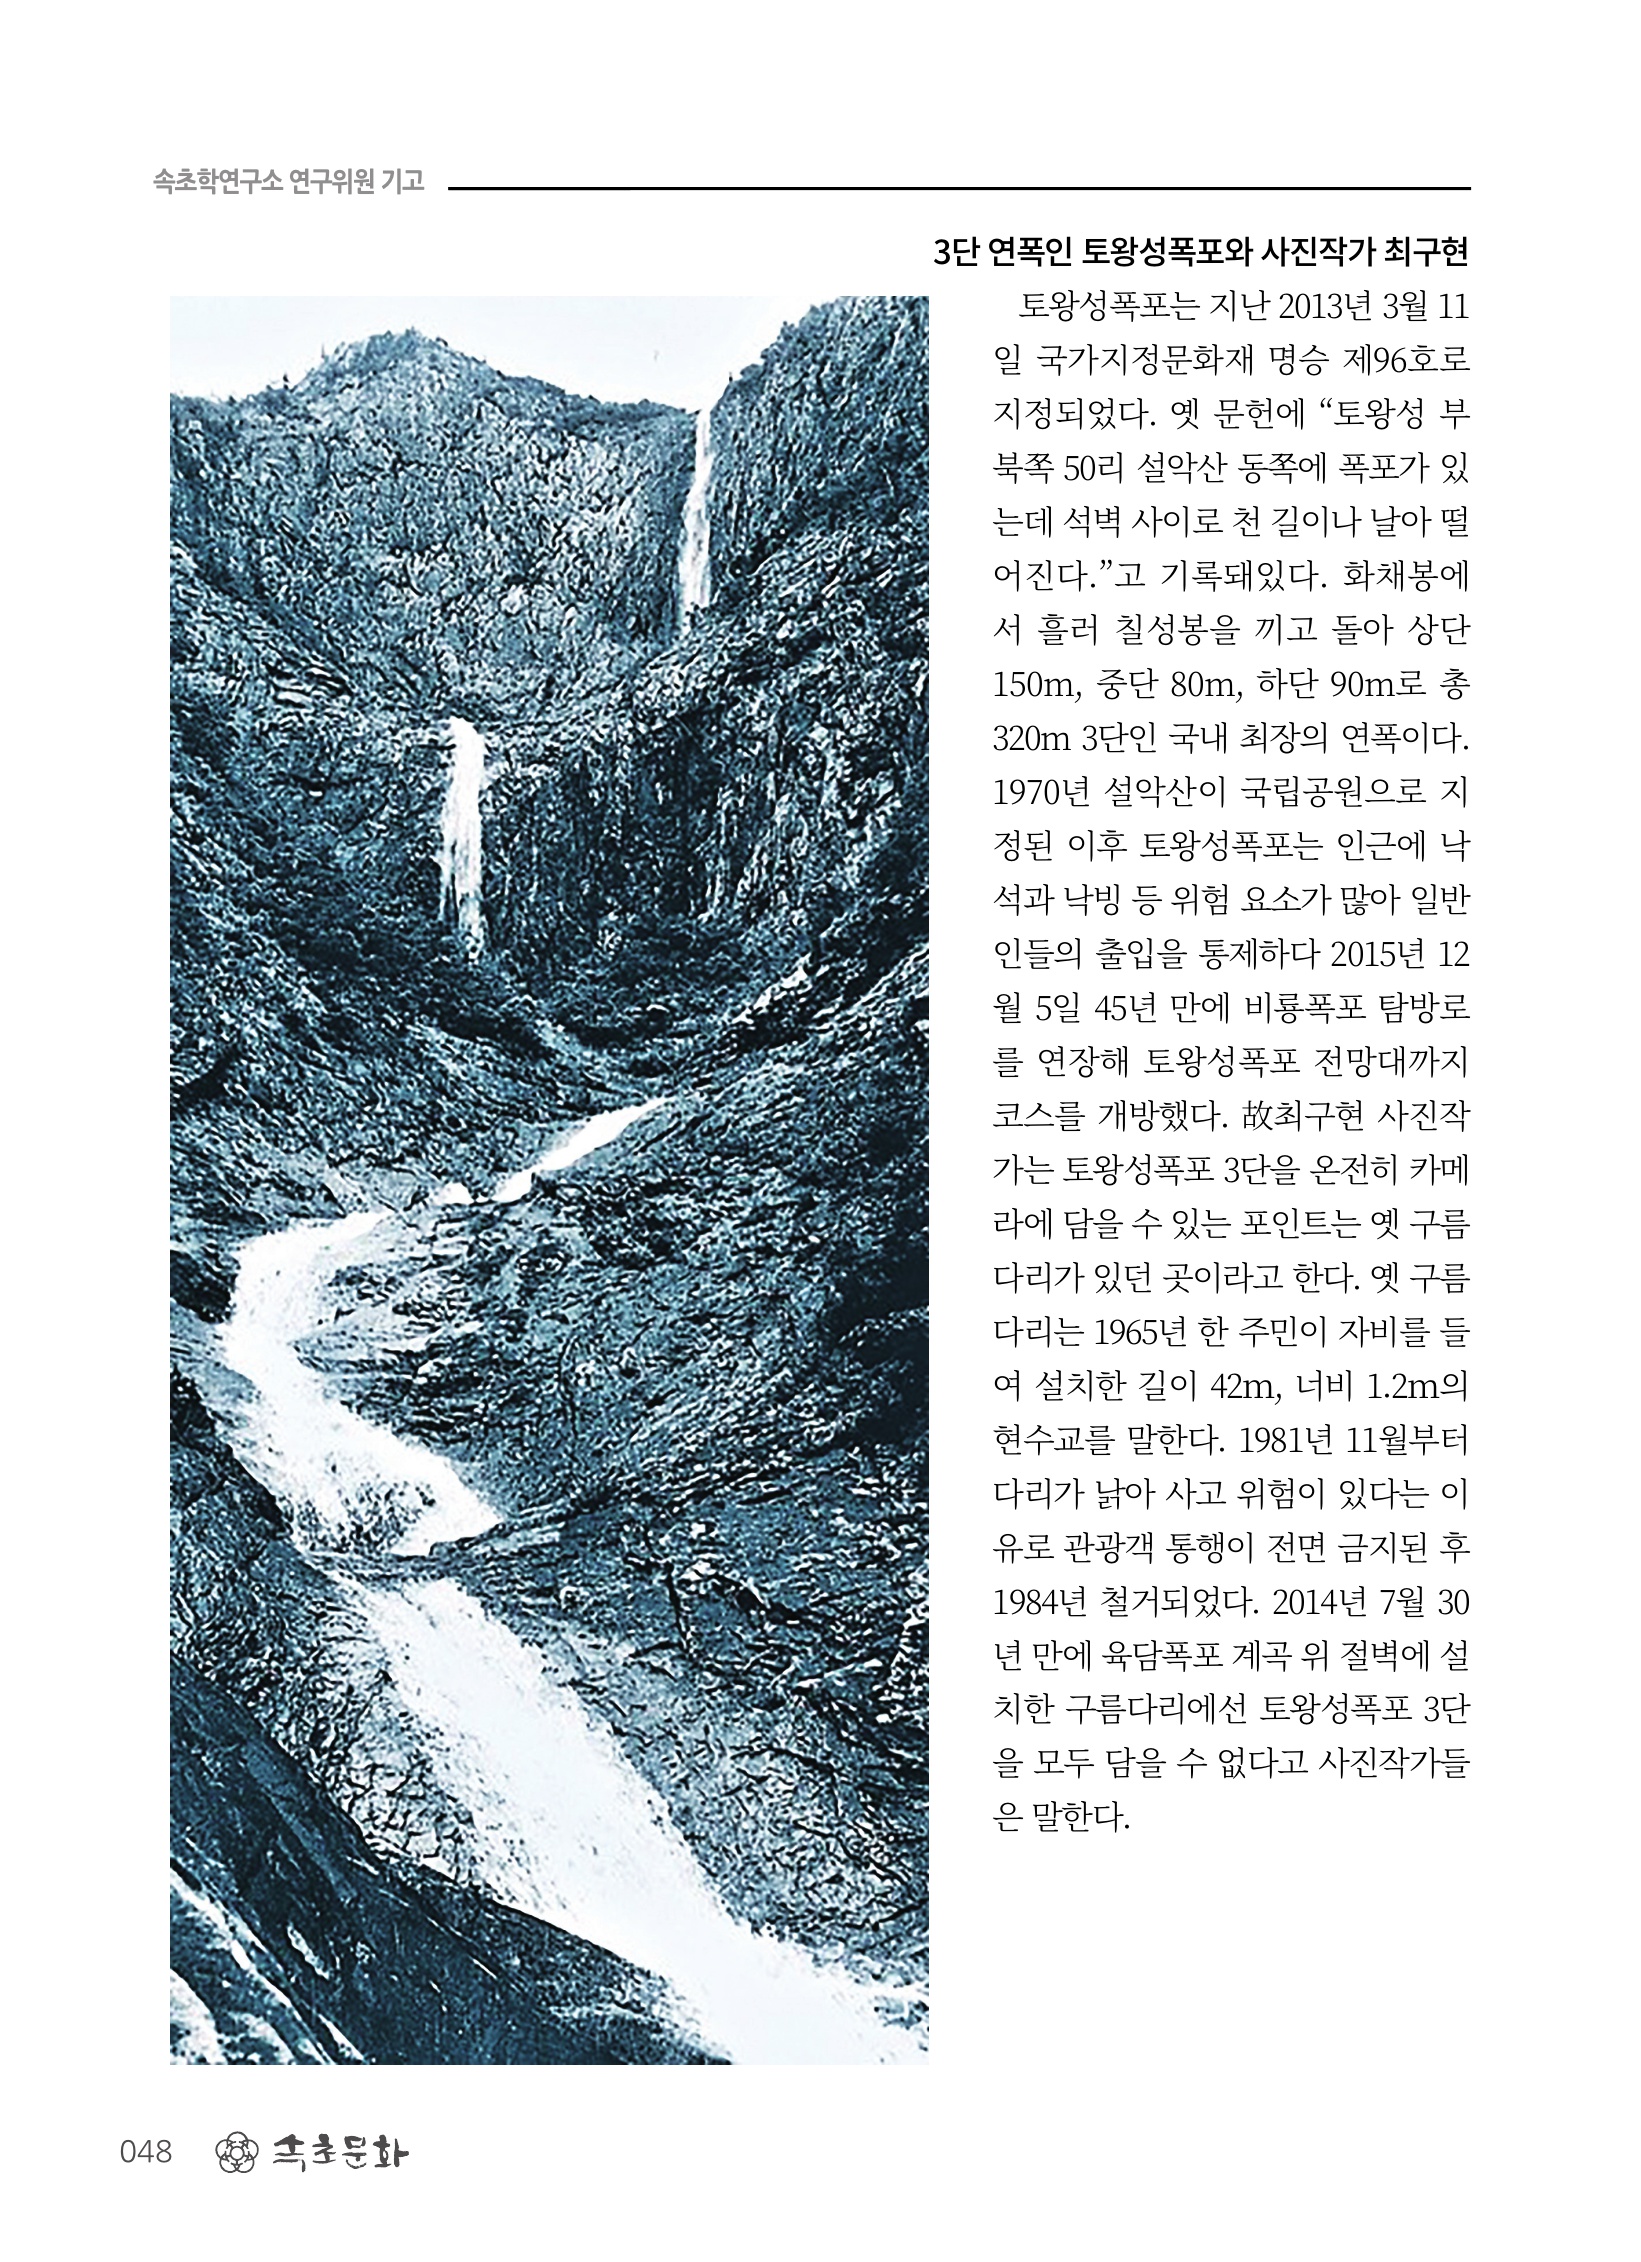 속초학연구소 연구위원 기고
3단 연폭인 토왕성폭포와 사진작가 최구현
토왕성폭포는 지난 2013년 3월 11
일 국가지정문화재 명승 제96호로
지정되었다. 옛 문헌에 “토왕성 부
북쪽 50리 설악산 동쪽에 폭포가 있
는데 석벽 사이로 천 길이나 날아 떨
어진다.”고 기록돼있다. 화채봉에
서 흘러 칠성봉을 끼고 돌아 상단
150m, 중단 80m, 하단 90m로 총
320m 3단인 국내 최장의 연폭이다.
1970년 설악산이 국립공원으로 지
정된 이후 토왕성폭포는 인근에 낙
석과 낙빙 등 위험 요소가 많아 일반
인들의 출입을 통제하다 2015년 12
월 5일 45년 만에 비룡폭포 탐방로
를 연장해 토왕성폭포 전망대까지
코스를 개방했다. 故최구현 사진작
가는 토왕성폭포 3단을 온전히 카메
라에 담을 수 있는 포인트는 옛 구름
다리가 있던 곳이라고 한다. 옛 구름
다리는 1965년 한 주민이 자비를 들
여 설치한 길이 42m, 너비 1.2m의
현수교를 말한다. 1981년 11월부터
다리가 낡아 사고 위험이 있다는 이
유로 관광객 통행이 전면 금지된 후
1984년 철거되었다. 2014년 7월 30
년 만에 육담폭포 계곡 위 절벽에 설
치한 구름다리에선 토왕성폭포 3단
을 모두 담을 수 없다고 사진작가들
은 말한다.
048 속초문화